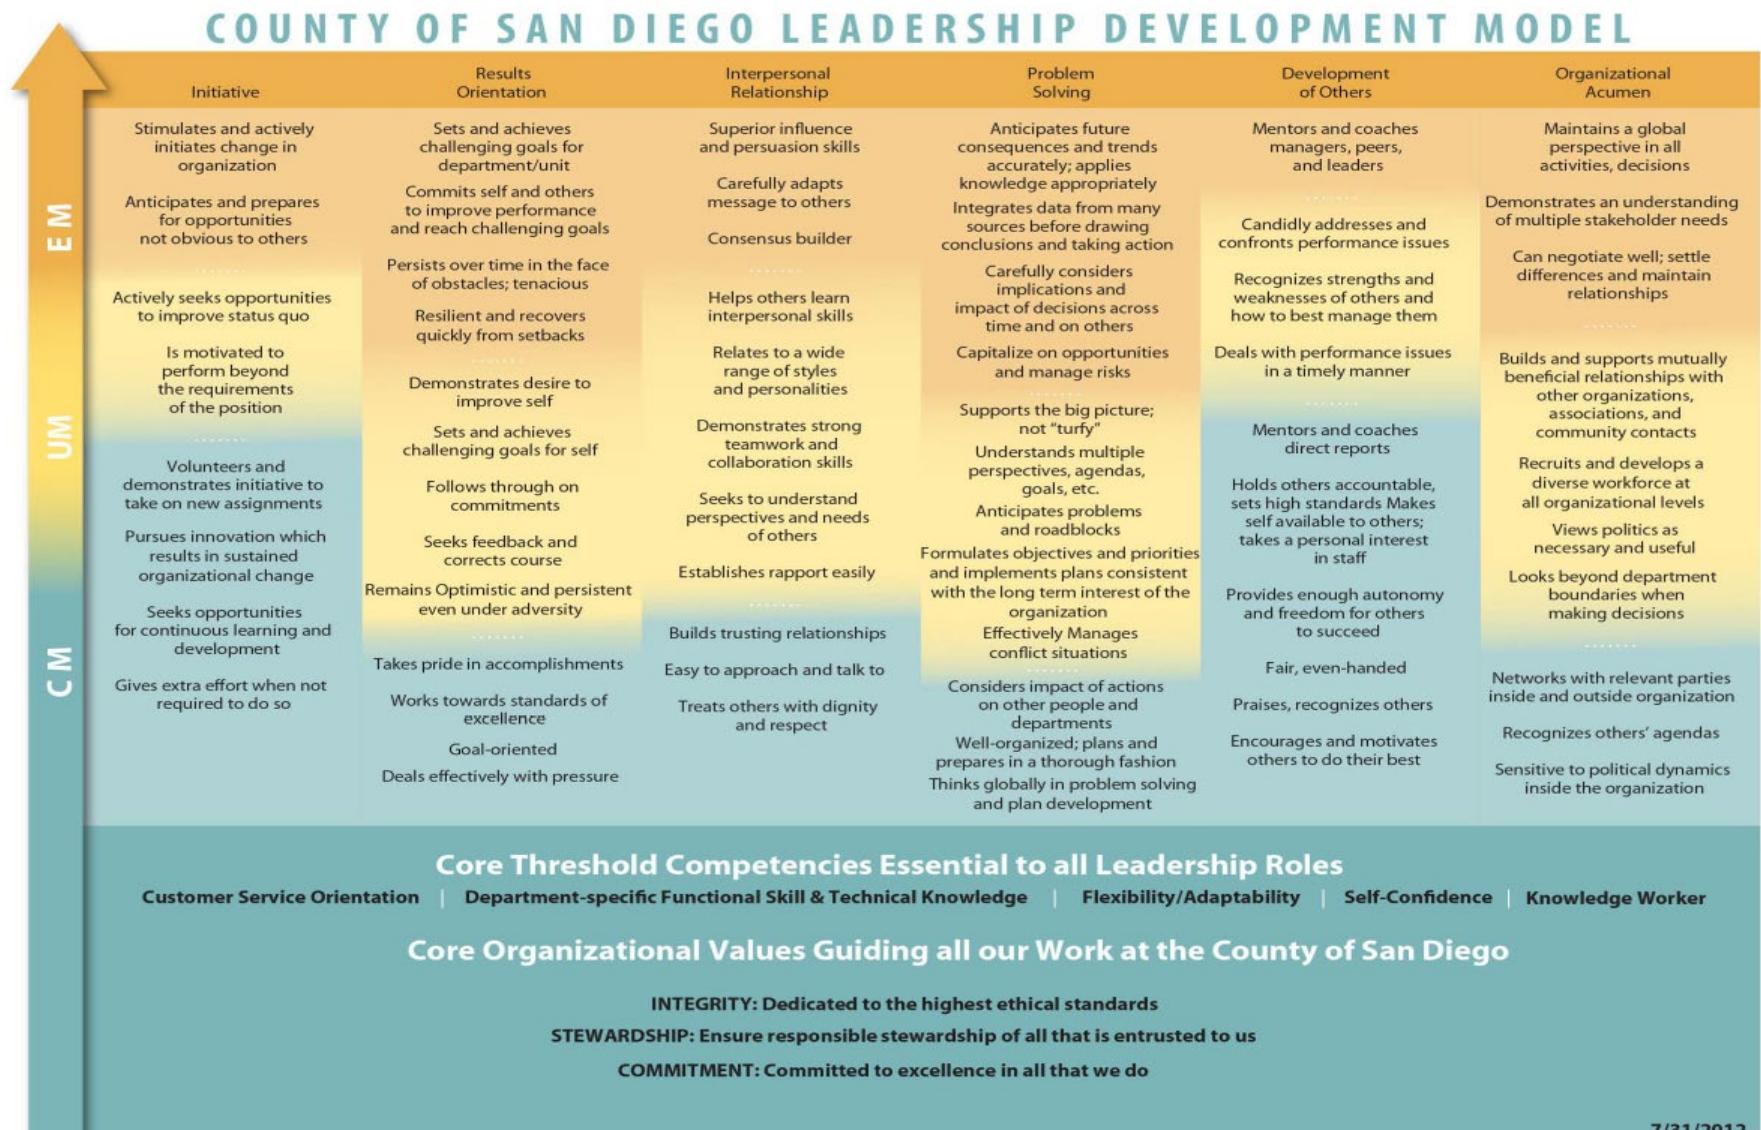 COUNTY OF SAN DIEGO LEADERSHIP DEVELOPMENT MODEL
EM
UM
CM
Initiative
Stimulates and actively
initiates change in
organization
Anticipates and prepares
for opportunities
not obvious to others
.......
Actively seeks opportunities
to improve status quo
Is motivated to
perform beyond
the requirements
of the position
.......
Volunteers and
demonstrates initiative to
take on new assignments
Pursues innovation which
results in sustained
organizational change
Seeks opportunities
for continuous learning and
development
Gives extra effort when not
required to do so
Results
Orientation
Sets and achieves
challenging goals for
department/unit
Commits self and others
to improve performance
and reach challenging goals
Persists over time in the face
of obstacles; tenacious
Resilient and recovers
quickly from setbacks
.......
Demonstrates desire to
improve self
Sets and achieves
challenging goals for self
Follows through on
commitments
Seeks feedback and
corrects course
Remains Optimistic and persistent
even under adversity
.......
Takes pride in accomplishments
Works towards standards of
excellence
Goal-oriented
Deals effectively with pressure
Interpersonal
Relationship
Superior influence
and persuasion skills
Carefully adapts
message to others
Consensus builder
.......
Helps others learn
interpersonal skills
Relates to a wide
range of styles
and personalities
Demonstrates strong
teamwork and
collaboration skills
Seeks to understand
perspectives and needs
of others
Establishes rapport easily
.......
Builds trusting relationships
Easy to approach and talk to
Treats others with dignity
and respect
Problem
Solving
Anticipates future
consequences and trends
accurately; applies
knowledge appropriately
Integrates data from many
sources before drawing
conclusions and taking action
Carefully considers
implications and
impact of decisions across
time and on others
Capitalize on opportunities
and manage risks
.......
Supports the big picture;
not "turfy"
Understands multiple
perspectives, agendas,
goals, etc.
Anticipates problems
and roadblocks
Formulates objectives and priorities
and implements plans consistent
with the long term interest of the
organization
Effectively Manages
conflict situations
.......
Considers impact of actions
on other people and
departments
Well-organized; plans and
prepares in a thorough fashion
Thinks globally in problem solving
and plan development
Development
of Others
Mentors and coaches
managers, peers,
and leaders
.......
Candidly addresses and
confronts performance issues
Recognizes strengths and
weaknesses of others and
how to best manage them
Deals with performance issues
in a timely manner
.......
Mentors and coaches
direct reports
Holds others accountable,
sets high standards Makes
self available to others;
takes a personal interest
in staff
Provides enough autonomy
and freedom for others
to succeed
Fair, even-handed
Praises, recognizes others
Encourages and motivates
others to do their best
Organizational
Acumen
Maintains a global
perspective in all
activities, decisions
Demonstrates an understanding
of multiple stakeholder needs
Can negotiate well; settle
differences and maintain
relationships
.......
Builds and supports mutually
beneficial relationships with
other organizations,
associations, and
community contacts
Recruits and develops a
diverse workforce at
all organizational levels
Views politics as
necessary and useful
Looks beyond department
boundaries when
making decisions
.......
Networks with relevant parties
inside and outside organization
Recognizes others' agendas
Sensitive to political dynamics
inside the organization
Core Threshold Competencies Essential to all Leadership Roles
Customer Service Orientation | Department-specific Functional Skill & Technical Knowledge | Flexibility/Adaptability | Self-Confidence | Knowledge Worker
Core Organizational Values Guiding all our Work at the County of San Diego
INTEGRITY: Dedicated to the highest ethical standards
STEWARDSHIP: Ensure responsible stewardship of all that is entrusted to us
COMMITMENT: Committed to excellence in all that we do
7/31/2012